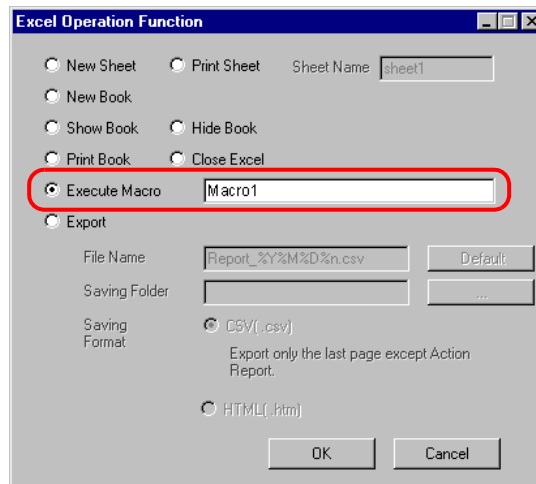 Excel Operation Function
New Sheet Print Sheet Sheet Name sheet1
New Book
Show Book Hide Book
Print Book Close Excel
Execute Macro Macro1
Export
File Name Report_%Y%M%D%n.csv Default
Saving Folder ...
Saving Format CSV( .csv)
Export only the last page except Action
Report.
HTML( .htm)
OK Cancel